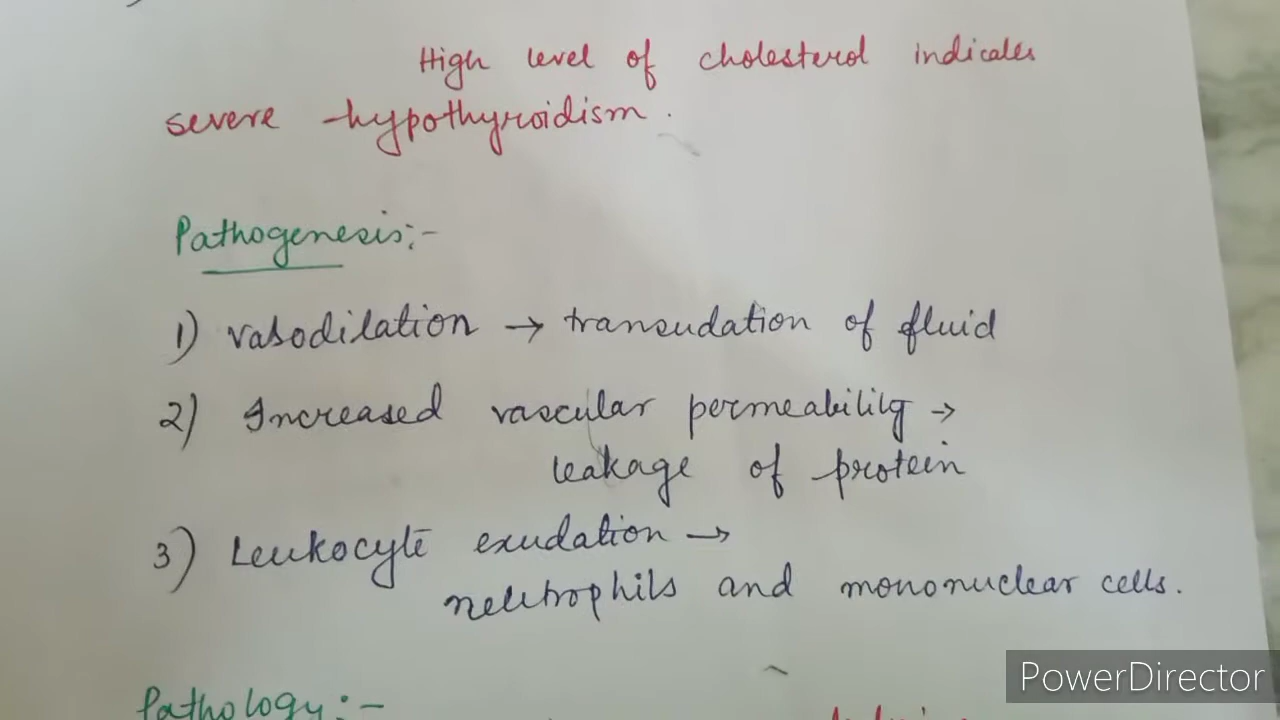 High level of cholesterol indicates
severe hypothyroidism.
Pathogenesis:-
1) vasodilation → transudation of fluid
2) Increased vascular permeability →
leakage of protein
3) Leukocyte exudation →
neutrophils and mononuclear cells.
Pathology:-
PowerDirector